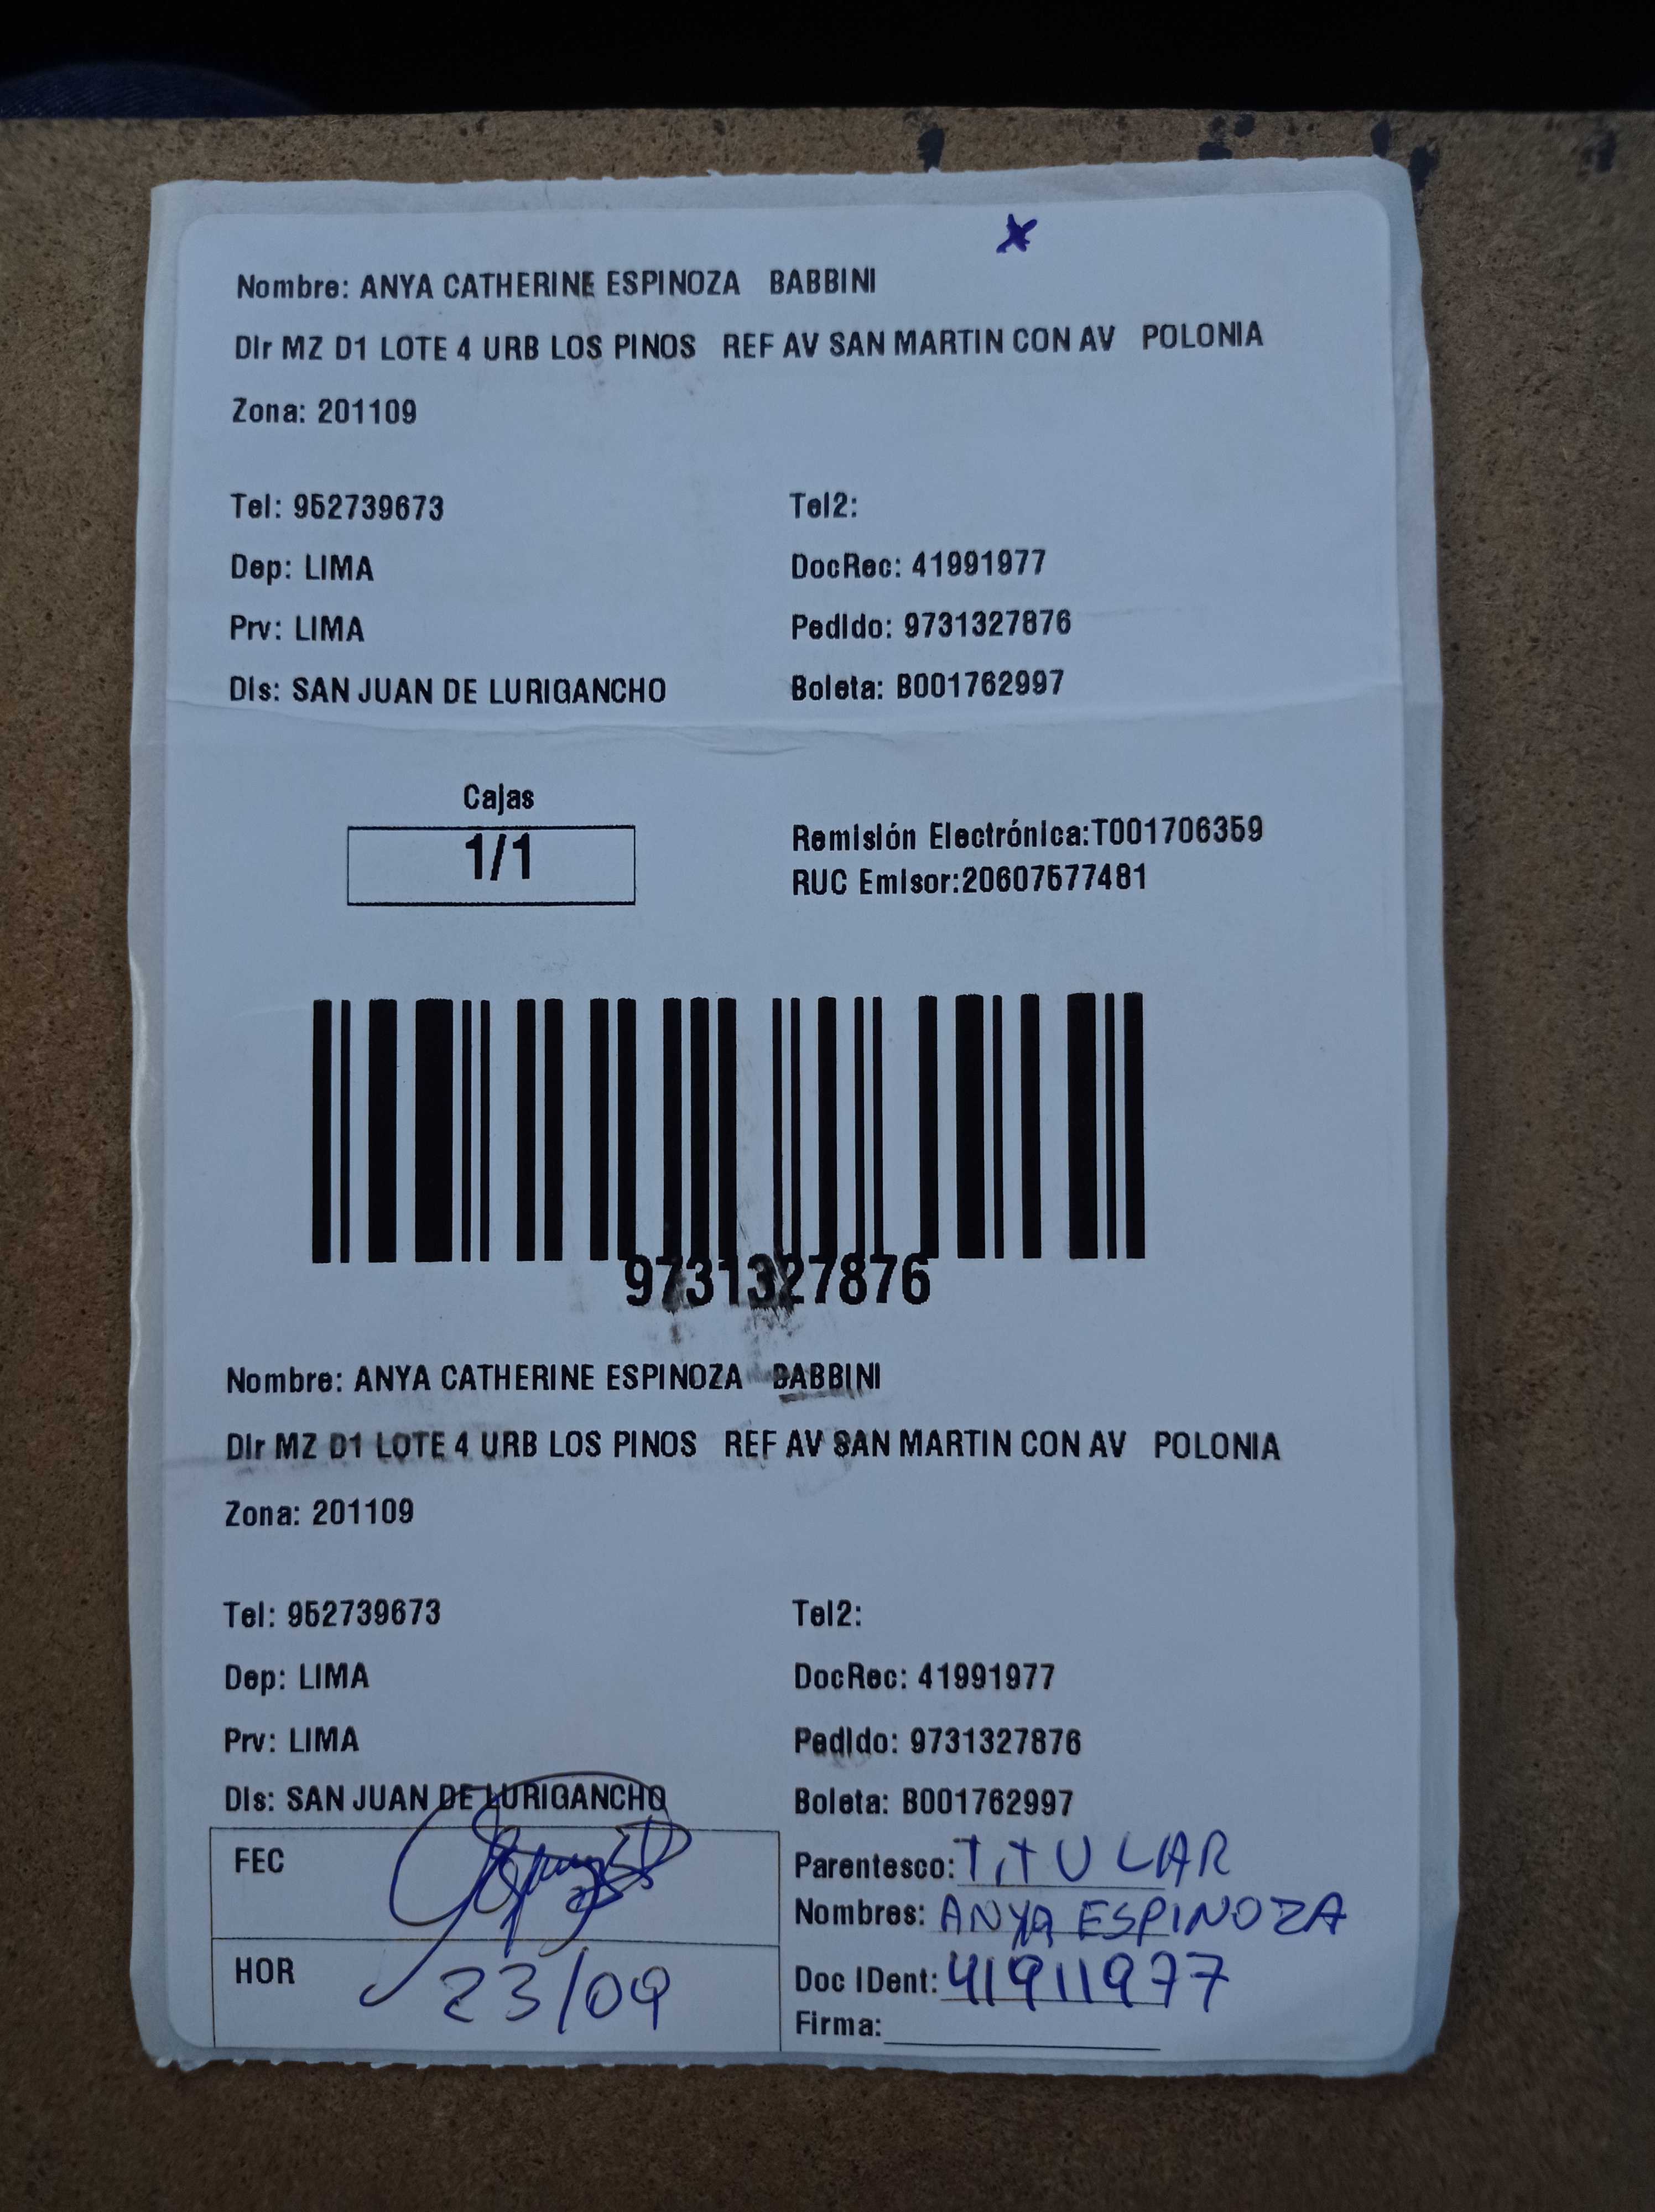 Nombre: ANYA CATHERINE ESPINOZA BABBINI
Dir MZ D1 LOTE 4 URB LOS PINOS REF AV SAN MARTIN CON AV POLONIA
Zona: 201109
Tel: 952739673 Tel2:
Dep: LIMA DocRec: 41991977
Prv: LIMA Pedido: 9731327876
Dis: SAN JUAN DE LURIGANCHO Boleta: B001762997
Cajas
1/1
Remisión Electrónica:T001706359
RUC Emisor:20607577481
9731327876
Nombre: ANYA CATHERINE ESPINOZA BABBINI
Dir MZ D1 LOTE 4 URB LOS PINOS REF AV SAN MARTIN CON AV POLONIA
Zona: 201109
Tel: 952739673 Tel2:
Dep: LIMA DocRec: 41991977
Prv: LIMA Pedido: 9731327876
Dis: SAN JUAN DE LURIGANCHO Boleta: B001762997
FEC Parentesco: TITULAR
Nombres: ANYA ESPINOZA
HOR 23/09 Doc IDent: 41911977
Firma: